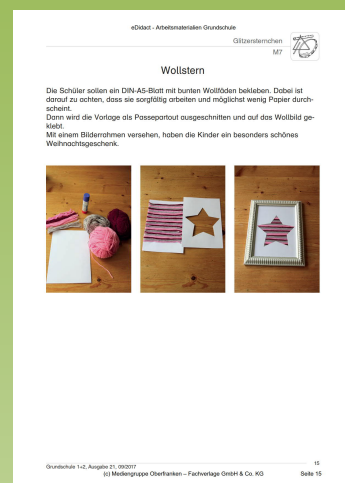 eDidact - Arbeitsmaterialien Grundschule
Glitzersternchen
M7
Wollstern
Die Schüler sollen ein DIN-A5-Blatt mit bunten Wollfäden bekleben. Dabei ist
darauf zu achten, dass sie sorgfältig arbeiten und möglichst wenig Papier durch-
scheint.
Dann wird die Vorlage als Passepartout ausgeschnitten und auf das Wollbild ge-
klebt.
Mit einem Bilderrahmen versehen, haben die Kinder ein besonders schönes
Weihnachtsgeschenk.
15
Grundschule 1+2, Ausgabe 21, 09/2017
(c) Mediengruppe Oberfranken – Fachverlage GmbH & Co. KG
Seite 15